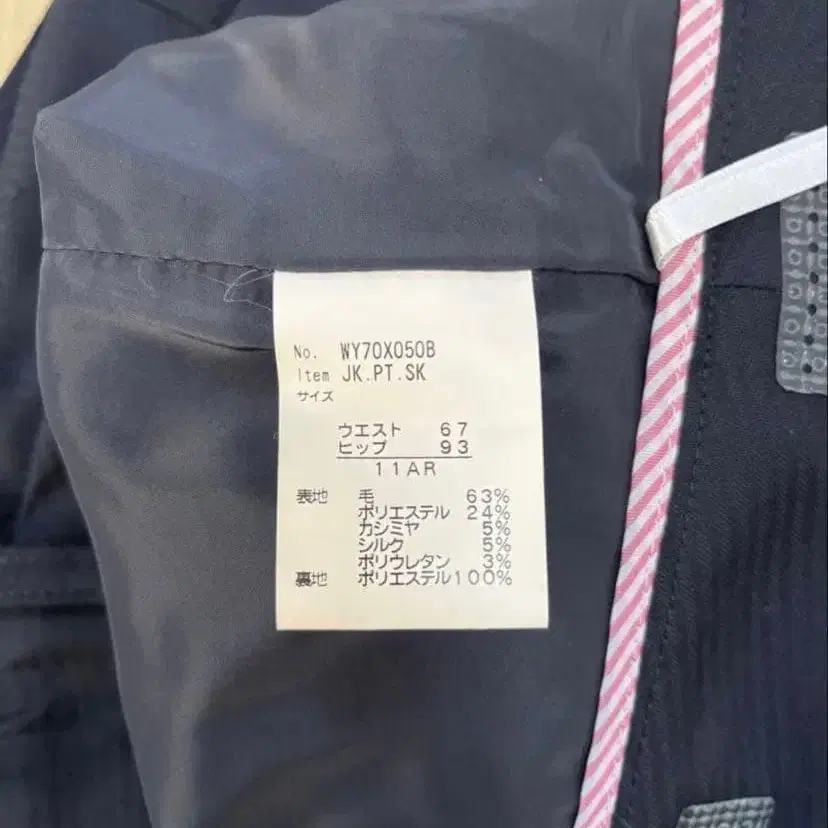 No. WY70X050B
Item JK.PT.SK
サイズ
ウエスト 67
ヒップ 93
11AR
表地 毛 63%
ポリエステル 24%
カシミヤ 5%
シルク 5%
ポリウレタン 3%
裏地 ポリエステル100%